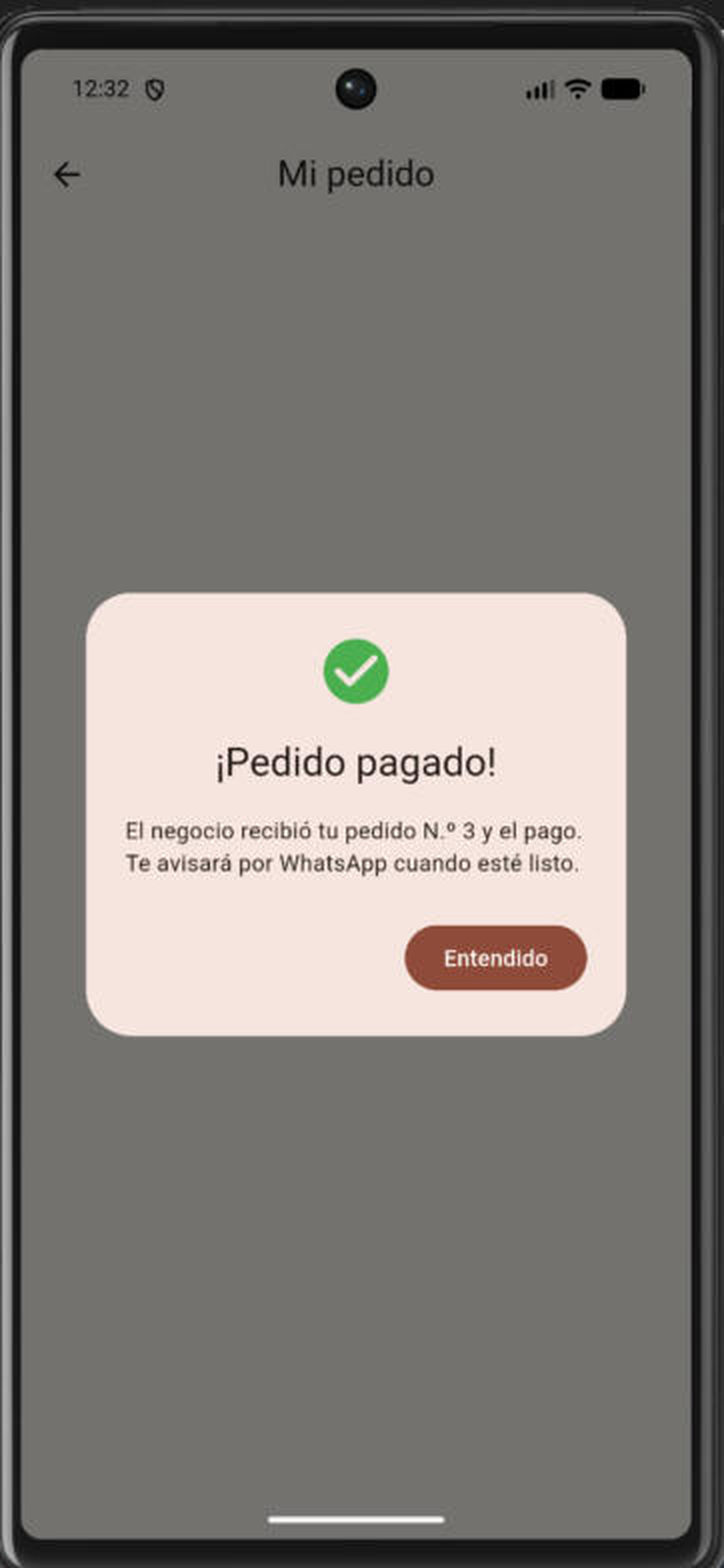 12:32
Mi pedido
¡Pedido pagado!
El negocio recibió tu pedido N.º 3 y el pago.
Te avisará por WhatsApp cuando esté listo.
Entendido